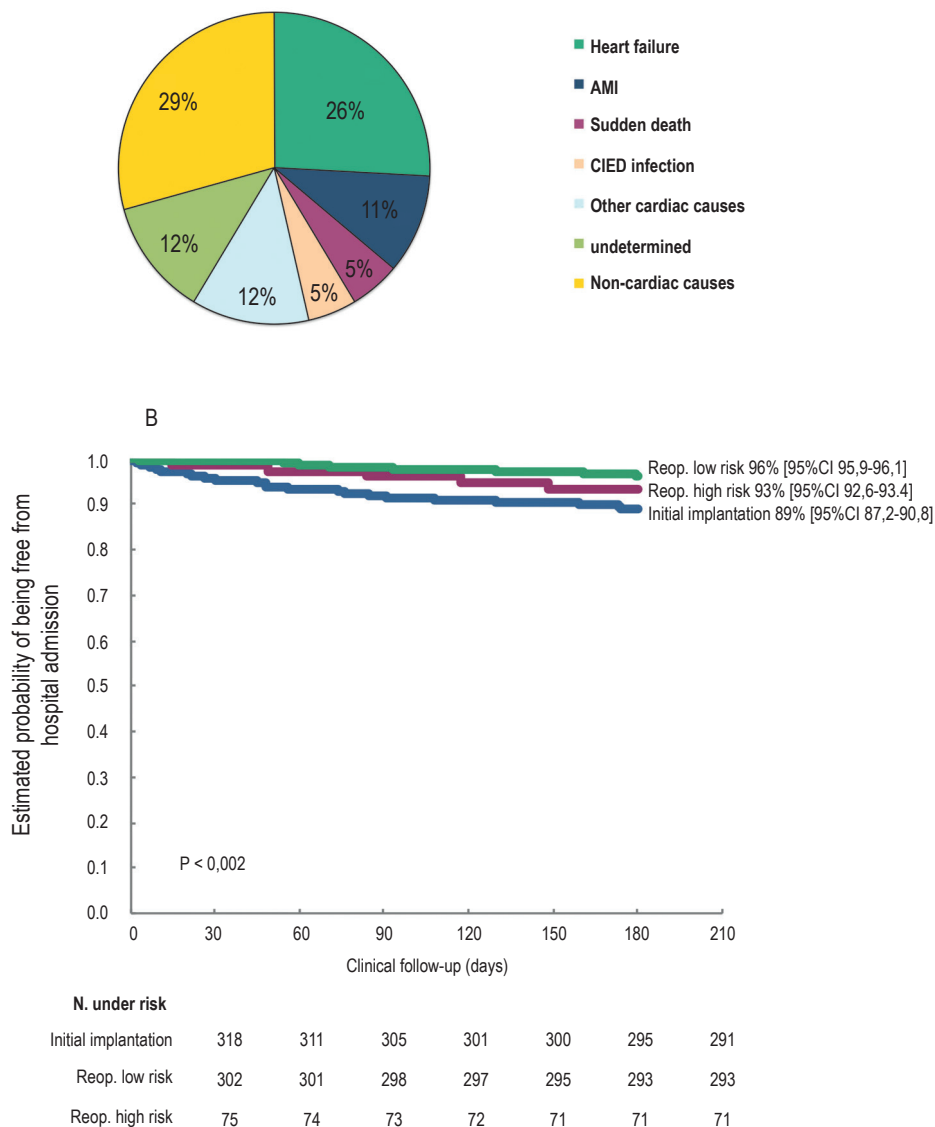 29%
26%
11%
5%
5%
12%
12%
Heart failure
AMI
Sudden death
CIED infection
Other cardiac causes
undetermined
Non-cardiac causes
B
Estimated probability of being free from
hospital admission
1.0
0.9
0.8
0.7
0.6
0.5
0.4
0.3
0.2
0.1
0.0
Reop. low risk 96% [95%CI 95,9-96,1]
Reop. high risk 93% [95%CI 92,6-93.4]
Initial implantation 89% [95%CI 87,2-90,8]
P < 0,002
0 30 60 90 120 150 180 210
Clinical follow-up (days)
N. under risk
Initial implantation 318 311 305 301 300 295 291
Reop. low risk 302 301 298 297 295 293 293
Reop. high risk 75 74 73 72 71 71 71